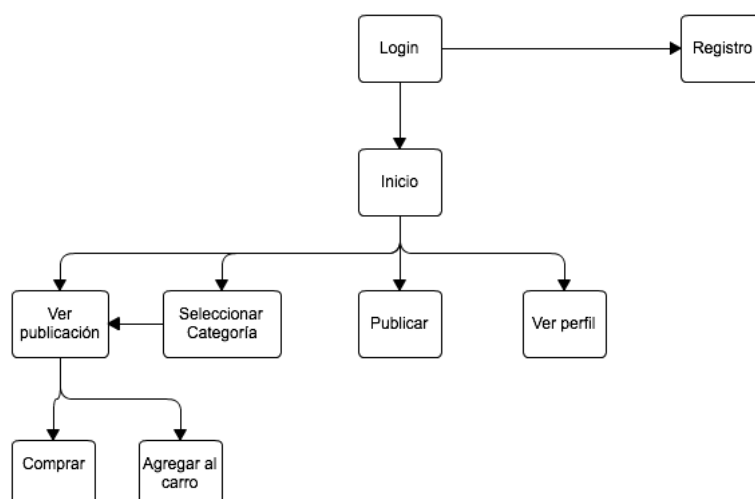 Login
Registro
Inicio
Ver
publicación
Seleccionar
Categoría
Publicar
Ver perfil
Comprar
Agregar al
carro